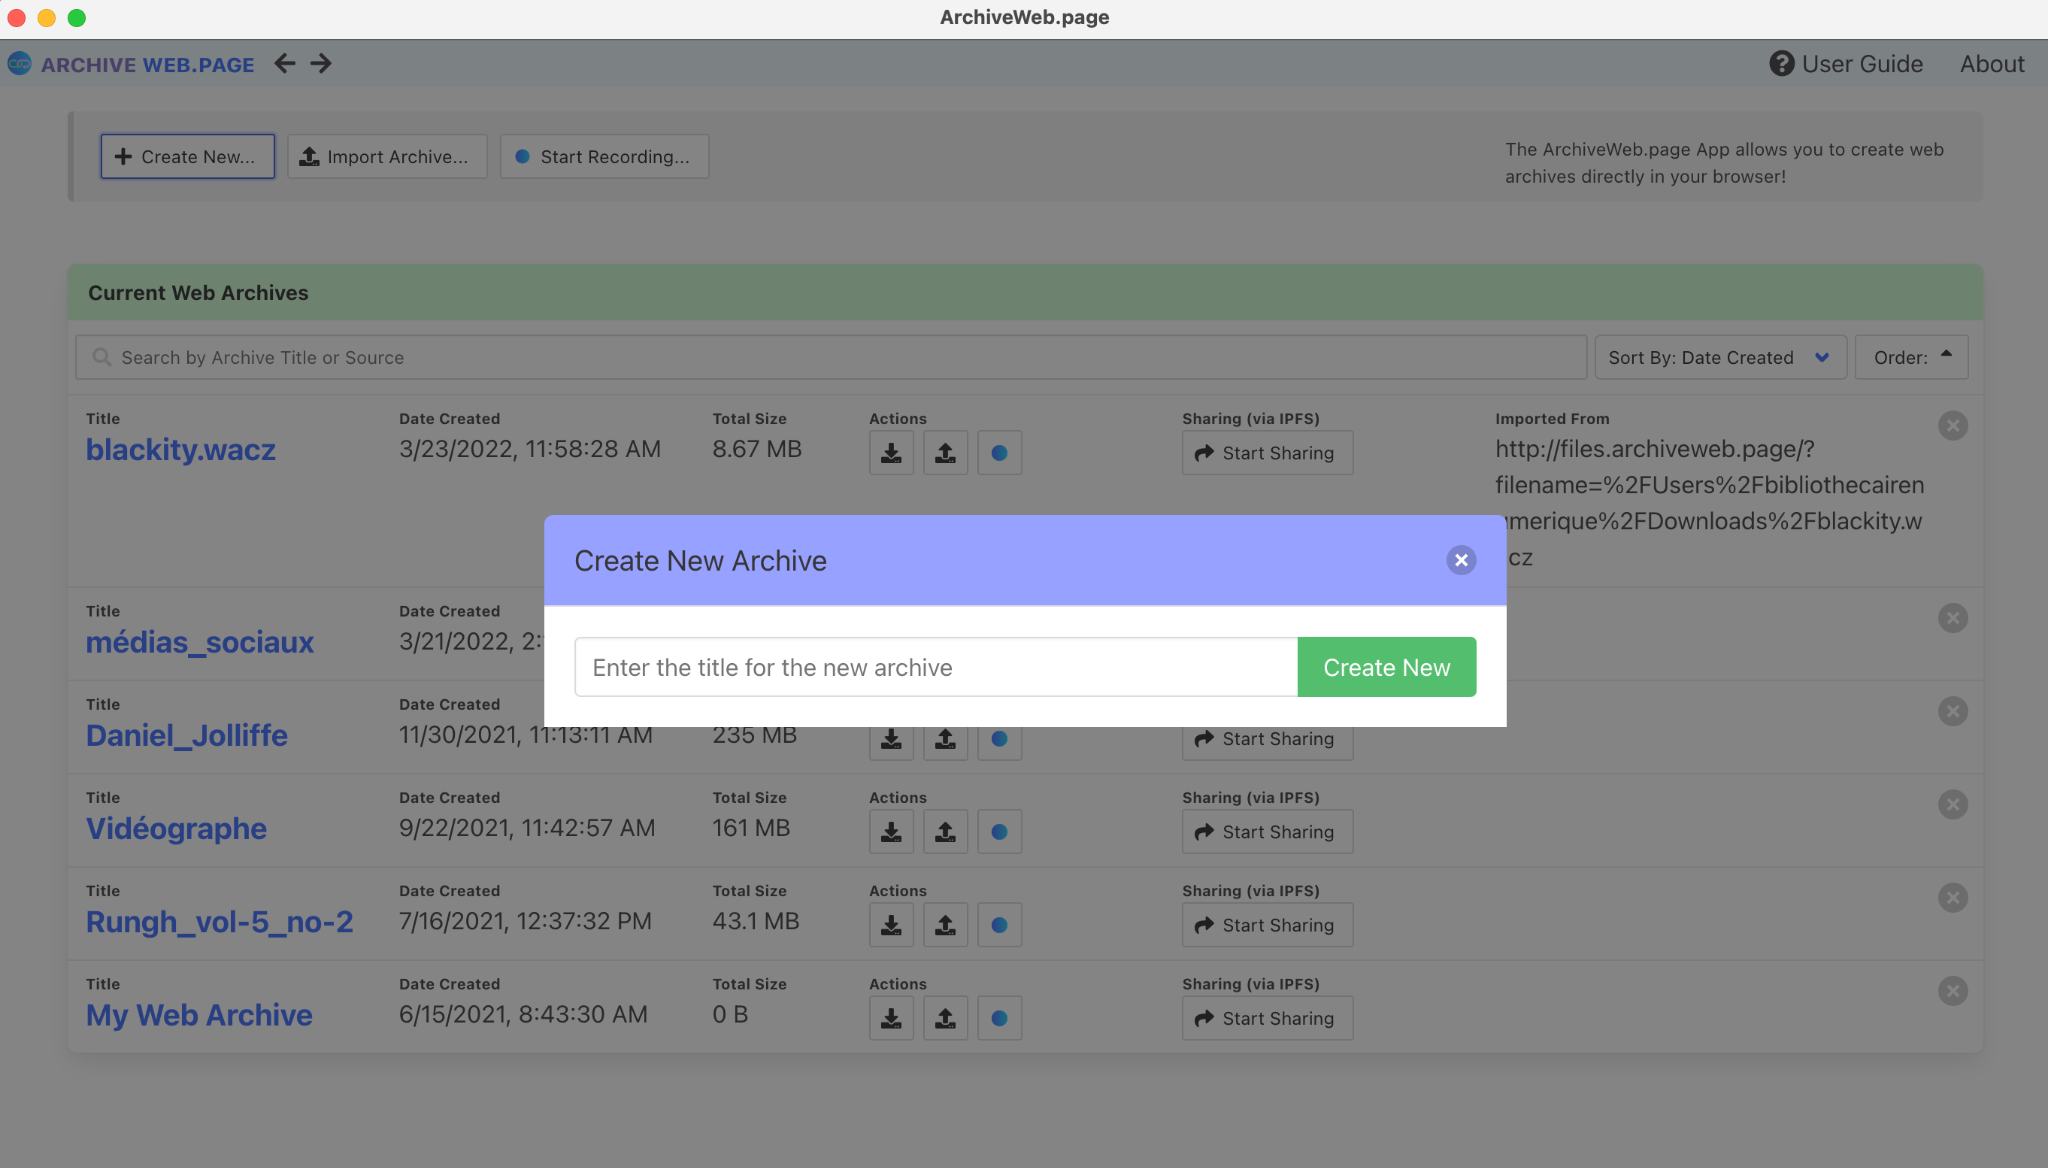 ArchiveWeb.page
ARCHIVE WEB.PAGE
User Guide
About
Create New...
Import Archive...
Start Recording...
The ArchiveWeb.page App allows you to create web
archives directly in your browser!
Current Web Archives
Search by Archive Title or Source
Sort By: Date Created
Order:
Title
blackity.wacz
Date Created
3/23/2022, 11:58:28 AM
Total Size
8.67 MB
Actions
Sharing (via IPFS)
Start Sharing
Imported From
http://files.archiveweb.page/?
filename=%2FUsers%2Fbibliothecairen
umerique%2FDownloads%2Fblackity.w
cz
Create New Archive
Enter the title for the new archive
Create New
Title
médias_sociaux
Date Created
3/21/2022, 2:
Title
Daniel_Jolliffe
Date Created
11/30/2021, 11:13:11 AM
235 MB
Start Sharing
Title
Vidéographe
Date Created
9/22/2021, 11:42:57 AM
Total Size
161 MB
Actions
Sharing (via IPFS)
Start Sharing
Title
Rungh_vol-5_no-2
Date Created
7/16/2021, 12:37:32 PM
Total Size
43.1 MB
Actions
Sharing (via IPFS)
Start Sharing
Title
My Web Archive
Date Created
6/15/2021, 8:43:30 AM
Total Size
0 B
Actions
Sharing (via IPFS)
Start Sharing